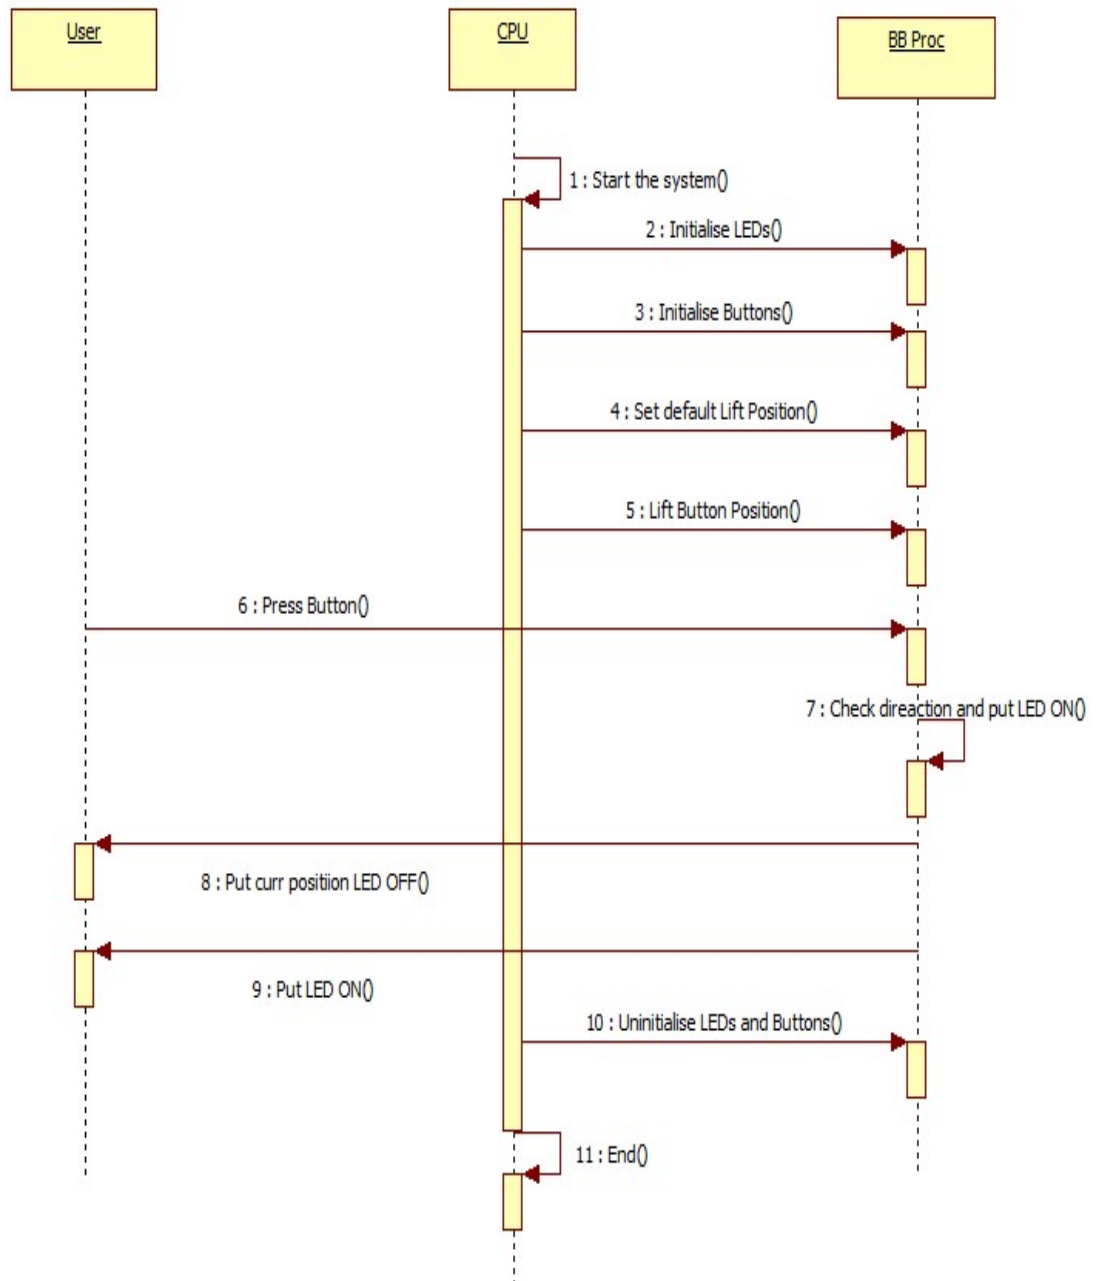 User
CPU
BB Proc
1 : Start the system()
2 : Initialise LEDs()
3 : Initialise Buttons()
4 : Set default Lift Position()
5 : Lift Button Position()
6 : Press Button()
7 : Check direaction and put LED ON()
8 : Put curr positiion LED OFF()
9 : Put LED ON()
10 : Uninitialise LEDs and Buttons()
11 : End()